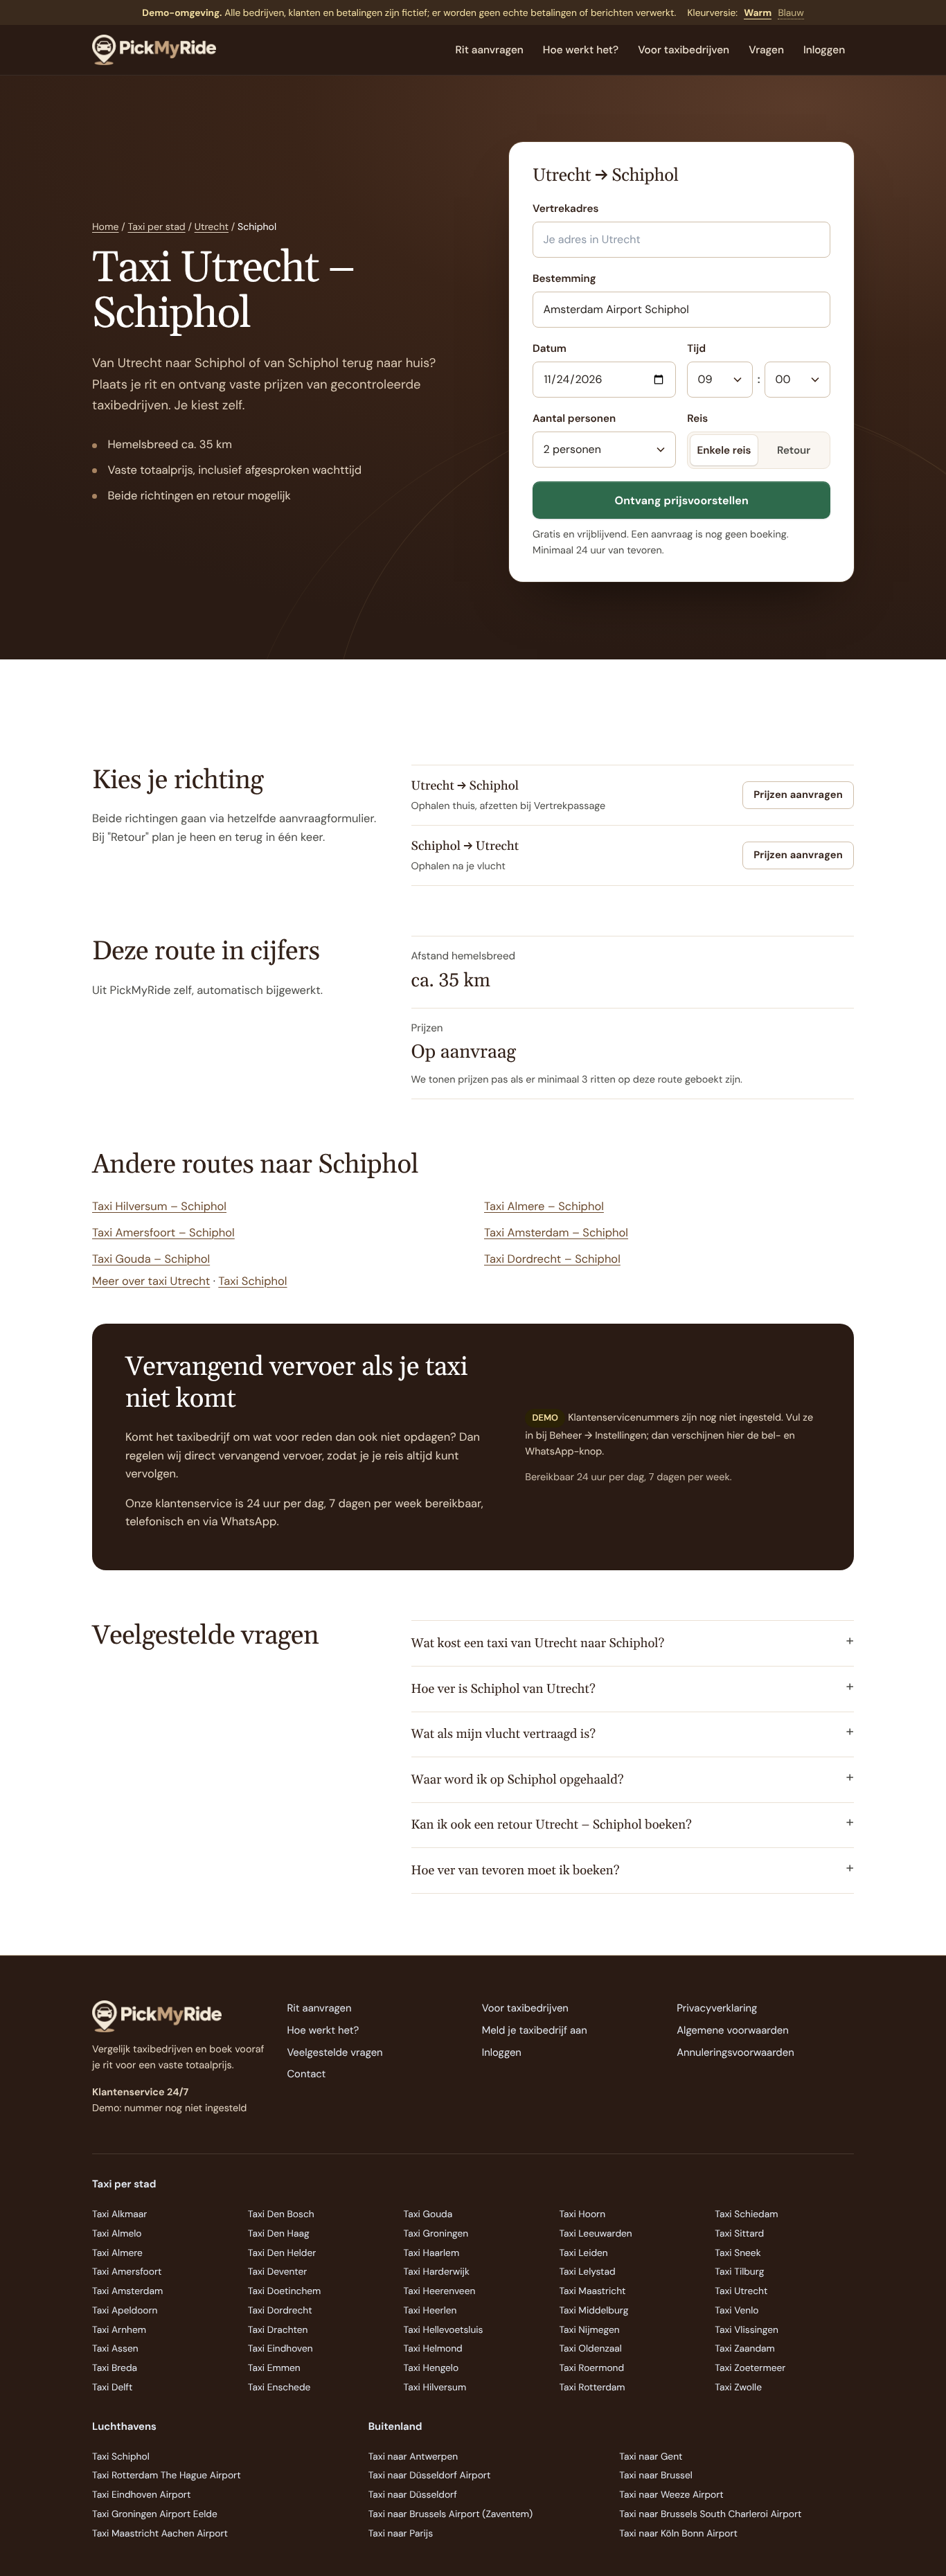 Demo-omgeving. Alle bedrijven, klanten en betalingen zijn fictief; er worden geen echte betalingen of berichten verwerkt. Kleurversie: Warm Blauw
PickMyRide
Rit aanvragen Hoe werkt het? Voor taxibedrijven Vragen Inloggen
Home / Taxi per stad / Utrecht / Schiphol
Taxi Utrecht –
Schiphol
Van Utrecht naar Schiphol of van Schiphol terug naar huis?
Plaats je rit en ontvang vaste prijzen van gecontroleerde
taxibedrijven. Je kiest zelf.
Hemelsbreed ca. 35 km
Vaste totaalprijs, inclusief afgesproken wachttijd
Beide richtingen en retour mogelijk
Utrecht → Schiphol
Vertrekadres
Je adres in Utrecht
Bestemming
Amsterdam Airport Schiphol
Datum Tijd
11/24/2026 09 : 00
Aantal personen Reis
2 personen Enkele reis Retour
Ontvang prijsvoorstellen
Gratis en vrijblijvend. Een aanvraag is nog geen boeking.
Minimaal 24 uur van tevoren.
Kies je richting
Beide richtingen gaan via hetzelfde aanvraagformulier.
Bij "Retour" plan je heen en terug in één keer.
Utrecht → Schiphol
Ophalen thuis, afzetten bij Vertrekpassage
Prijzen aanvragen
Schiphol → Utrecht
Ophalen na je vlucht
Prijzen aanvragen
Deze route in cijfers
Uit PickMyRide zelf, automatisch bijgewerkt.
Afstand hemelsbreed
ca. 35 km
Prijzen
Op aanvraag
We tonen prijzen pas als er minimaal 3 ritten op deze route geboekt zijn.
Andere routes naar Schiphol
Taxi Hilversum – Schiphol Taxi Almere – Schiphol
Taxi Amersfoort – Schiphol Taxi Amsterdam – Schiphol
Taxi Gouda – Schiphol Taxi Dordrecht – Schiphol
Meer over taxi Utrecht · Taxi Schiphol
Vervangend vervoer als je taxi
niet komt
Komt het taxibedrijf om wat voor reden dan ook niet opdagen? Dan
regelen wij direct vervangend vervoer, zodat je je reis altijd kunt
vervolgen.
Onze klantenservice is 24 uur per dag, 7 dagen per week bereikbaar,
telefonisch en via WhatsApp.
DEMO Klantenservicenummers zijn nog niet ingesteld. Vul ze
in bij Beheer → Instellingen; dan verschijnen hier de bel- en
WhatsApp-knop.
Bereikbaar 24 uur per dag, 7 dagen per week.
Veelgestelde vragen
Wat kost een taxi van Utrecht naar Schiphol? +
Hoe ver is Schiphol van Utrecht? +
Wat als mijn vlucht vertraagd is? +
Waar word ik op Schiphol opgehaald? +
Kan ik ook een retour Utrecht – Schiphol boeken? +
Hoe ver van tevoren moet ik boeken? +
PickMyRide
Vergelijk taxibedrijven en boek vooraf
je rit voor een vaste totaalprijs.
Klantenservice 24/7
Demo: nummer nog niet ingesteld
Rit aanvragen
Hoe werkt het?
Veelgestelde vragen
Contact
Voor taxibedrijven
Meld je taxibedrijf aan
Inloggen
Privacyverklaring
Algemene voorwaarden
Annuleringsvoorwaarden
Taxi per stad
Taxi Alkmaar Taxi Den Bosch Taxi Gouda Taxi Hoorn Taxi Schiedam
Taxi Almelo Taxi Den Haag Taxi Groningen Taxi Leeuwarden Taxi Sittard
Taxi Almere Taxi Den Helder Taxi Haarlem Taxi Leiden Taxi Sneek
Taxi Amersfoort Taxi Deventer Taxi Harderwijk Taxi Lelystad Taxi Tilburg
Taxi Amsterdam Taxi Doetinchem Taxi Heerenveen Taxi Maastricht Taxi Utrecht
Taxi Apeldoorn Taxi Dordrecht Taxi Heerlen Taxi Middelburg Taxi Venlo
Taxi Arnhem Taxi Drachten Taxi Hellevoetsluis Taxi Nijmegen Taxi Vlissingen
Taxi Assen Taxi Eindhoven Taxi Helmond Taxi Oldenzaal Taxi Zaandam
Taxi Breda Taxi Emmen Taxi Hengelo Taxi Roermond Taxi Zoetermeer
Taxi Delft Taxi Enschede Taxi Hilversum Taxi Rotterdam Taxi Zwolle
Luchthavens Buitenland
Taxi Schiphol Taxi naar Antwerpen Taxi naar Gent
Taxi Rotterdam The Hague Airport Taxi naar Düsseldorf Airport Taxi naar Brussel
Taxi Eindhoven Airport Taxi naar Düsseldorf Taxi naar Weeze Airport
Taxi Groningen Airport Eelde Taxi naar Brussels Airport (Zaventem) Taxi naar Brussels South Charleroi Airport
Taxi Maastricht Aachen Airport Taxi naar Parijs Taxi naar Köln Bonn Airport